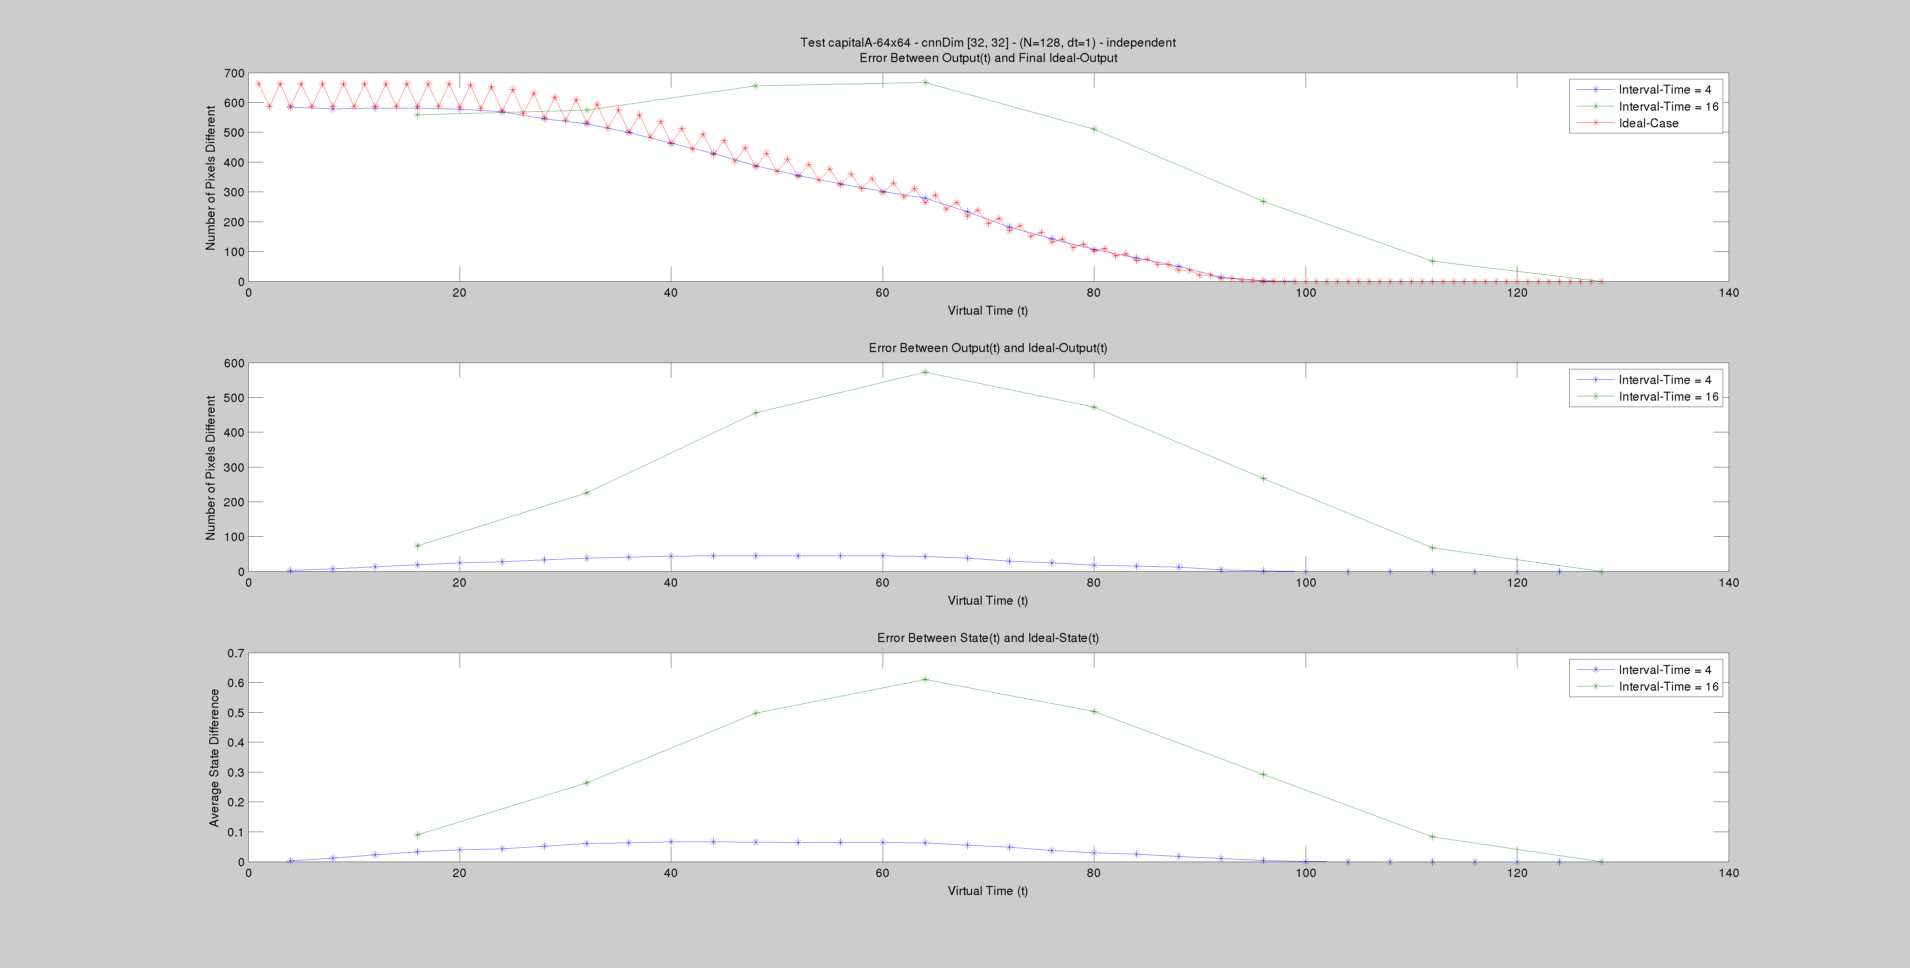 Test capitalA-64x64 - cnnDim [32, 32] - (N=128, dt=1) - independent
Error Between Output(t) and Final Ideal-Output
Number of Pixels Different
700
600
500
400
300
200
100
0
Interval-Time = 4
Interval-Time = 16
Ideal-Case
0 20 40 60 80 100 120 140
Virtual Time (t)
Error Between Output(t) and Ideal-Output(t)
Number of Pixels Different
600
500
400
300
200
100
0
Interval-Time = 4
Interval-Time = 16
0 20 40 60 80 100 120 140
Virtual Time (t)
Error Between State(t) and Ideal-State(t)
Average State Difference
0.7
0.6
0.5
0.4
0.3
0.2
0.1
0
Interval-Time = 4
Interval-Time = 16
0 20 40 60 80 100 120 140
Virtual Time (t)